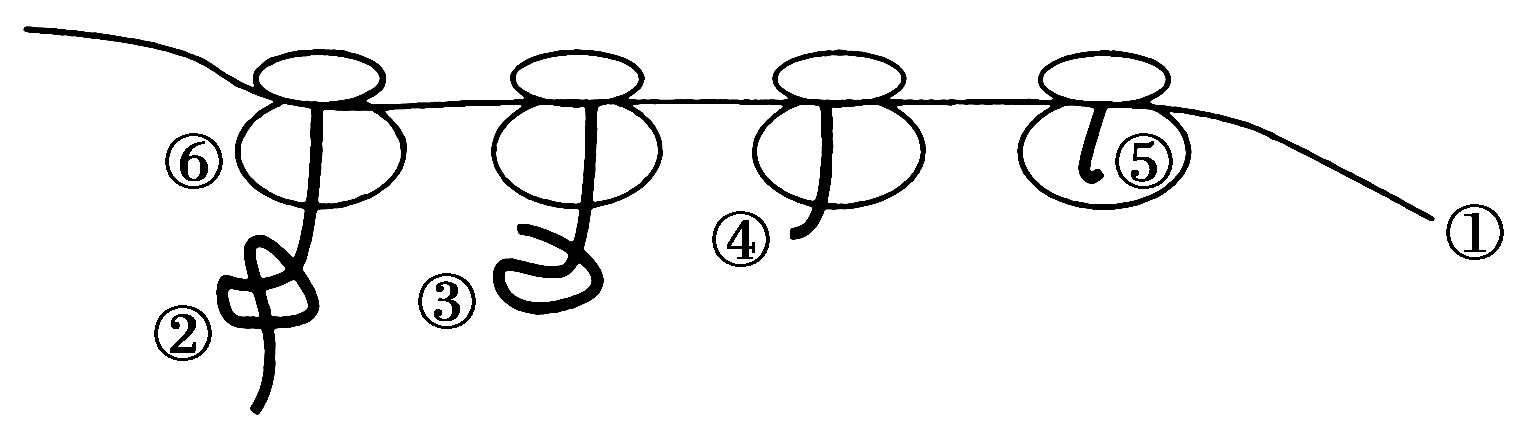 ⑥ ⑤
② ③ ④ ①